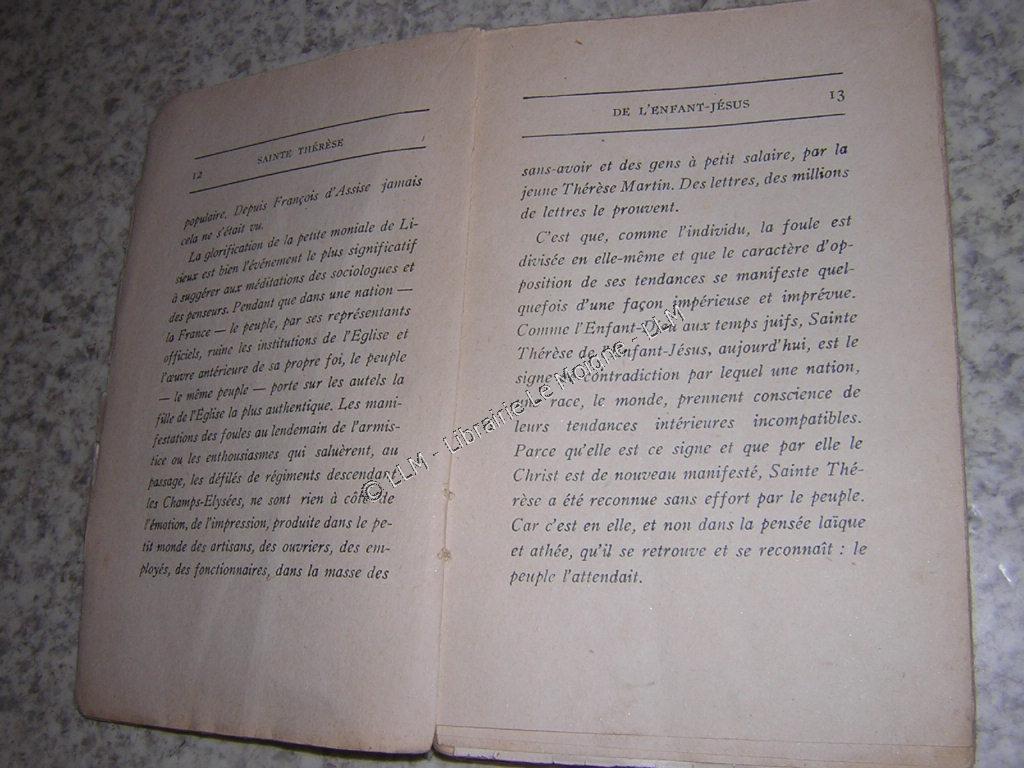 12
SAINTE THÉRÈSE
populaire. Depuis François d'Assise jamais
cela ne s'était vu.
La glorification de la petite moniale de Li-
sieux est bien l'événement le plus significatif
à suggérer aux méditations des sociologues et
des penseurs. Pendant que dans une nation —
la France — le peuple, par ses représentants
officiels, ruine les institutions de l'Eglise et
l'œuvre antérieure de sa propre foi, le peuple
— le même peuple — porte sur les autels la
fille de l'Eglise la plus authentique. Les mani-
festations des foules au lendemain de l'armis-
tice ou les enthousiasmes qui saluèrent, au
passage, les défilés de régiments descendant
les Champs-Elysées, ne sont rien à côté de
l'émotion, de l'impression, produite dans le pe-
tit monde des artisans, des ouvriers, des em-
ployés, des fonctionnaires, dans la masse des
DE L'ENFANT-JÉSUS
13
sans-avoir et des gens à petit salaire, par la
jeune Thérèse Martin. Des lettres, des millions
de lettres le prouvent.
C'est que, comme l'individu, la foule est
divisée en elle-même et que le caractère d'op-
position de ses tendances se manifeste quel-
quefois d'une façon impérieuse et imprévue.
Comme l'Enfant-Dieu aux temps juifs, Sainte
Thérèse de l'Enfant-Jésus, aujourd'hui, est le
signe de contradiction par lequel une nation,
une race, le monde, prennent conscience de
leurs tendances intérieures incompatibles.
Parce qu'elle est ce signe et que par elle le
Christ est de nouveau manifesté, Sainte Thé-
rèse a été reconnue sans effort par le peuple.
Car c'est en elle, et non dans la pensée laïque
et athée, qu'il se retrouve et se reconnaît : le
peuple l'attendait.
© LLM - Librairie Le Moigne - LLM